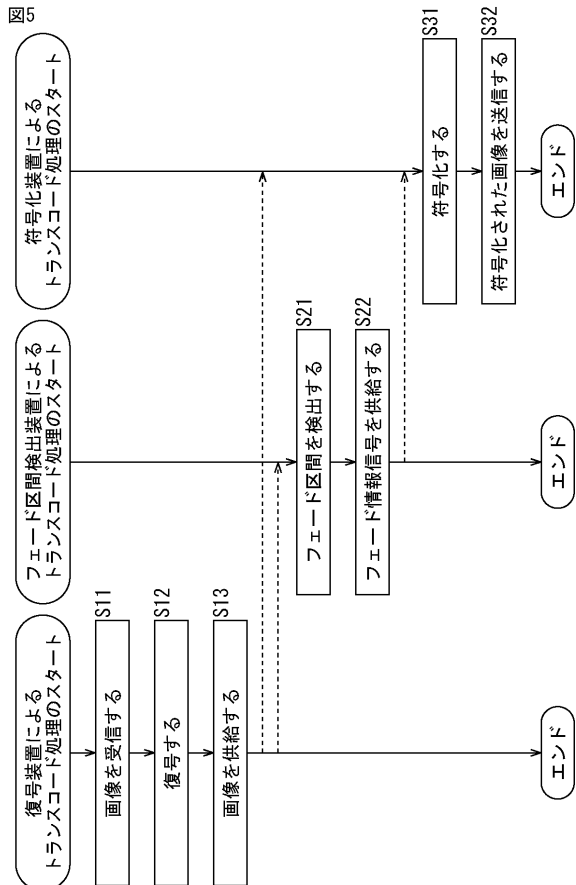 図5
復号装置による
トランスコード処理のスタート
S11
画像を受信する
S12
復号する
S13
画像を供給する
エンド
フェード区間検出装置による
トランスコード処理のスタート
S21
フェード区間を検出する
S22
フェード情報信号を供給する
エンド
符号化装置による
トランスコード処理のスタート
S31
符号化する
S32
符号化された画像を送信する
エンド